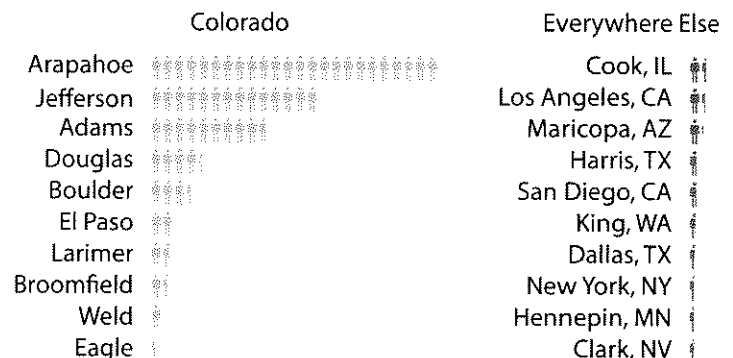 Colorado
Arapahoe
Jefferson
Adams
Douglas
Boulder
El Paso
Larimer
Broomfield
Weld
Eagle
Everywhere Else
Cook, IL
Los Angeles, CA
Maricopa, AZ
Harris, TX
San Diego, CA
King, WA
Dallas, TX
New York, NY
Hennepin, MN
Clark, NV